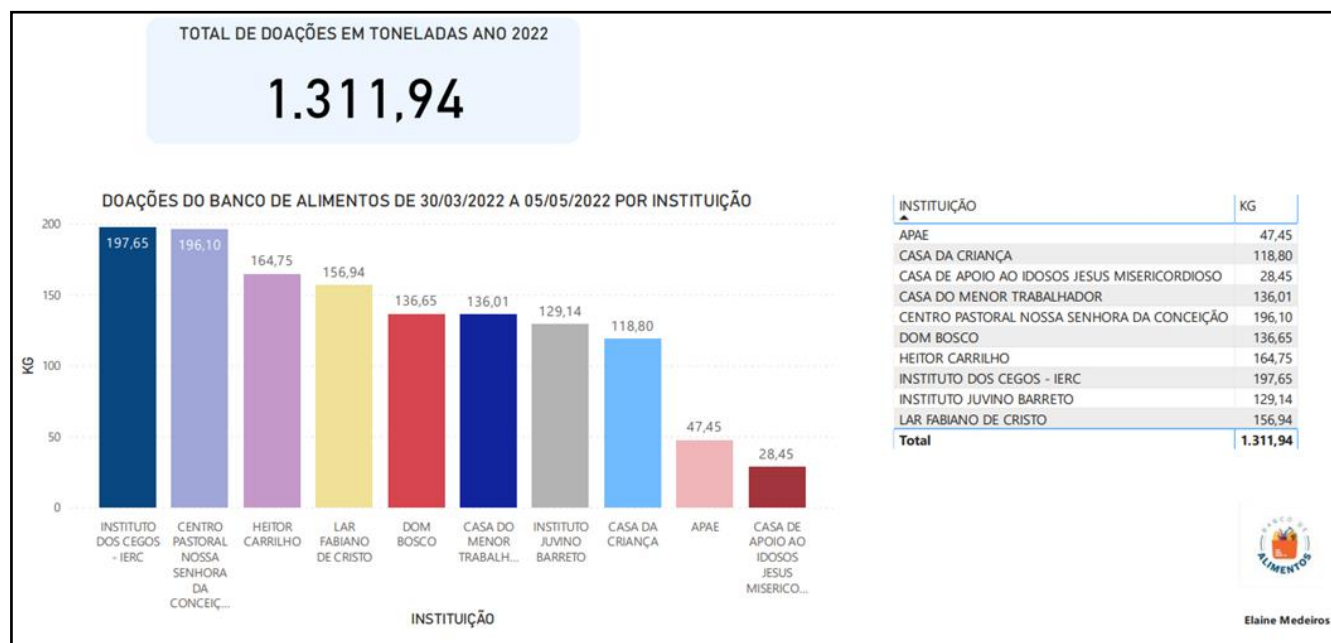 TOTAL DE DOAÇÕES EM TONELADAS ANO 2022
1.311,94
DOAÇÕES DO BANCO DE ALIMENTOS DE 30/03/2022 A 05/05/2022 POR INSTITUIÇÃO
KG
200
150
100
50
0
197,65
196,10
164,75
156,94
136,65
136,01
129,14
118,80
47,45
28,45
INSTITUTO
DOS CEGOS
- IERC
CENTRO
PASTORAL
NOSSA
SENHORA
DA
CONCEIÇ...
HEITOR
CARRILHO
LAR
FABIANO
DE CRISTO
DOM
BOSCO
CASA DO
MENOR
TRABALH...
INSTITUTO
JUVINO
BARRETO
CASA DA
CRIANÇA
APAE
CASA DE
APOIO AO
IDOSOS
JESUS
MISERICO...
INSTITUIÇÃO
INSTITUIÇÃO KG
APAE 47,45
CASA DA CRIANÇA 118,80
CASA DE APOIO AO IDOSOS JESUS MISERICORDIOSO 28,45
CASA DO MENOR TRABALHADOR 136,01
CENTRO PASTORAL NOSSA SENHORA DA CONCEIÇÃO 196,10
DOM BOSCO 136,65
HEITOR CARRILHO 164,75
INSTITUTO DOS CEGOS - IERC 197,65
INSTITUTO JUVINO BARRETO 129,14
LAR FABIANO DE CRISTO 156,94
Total 1.311,94
BANCO DE
ALIMENTOS
Elaine Medeiros